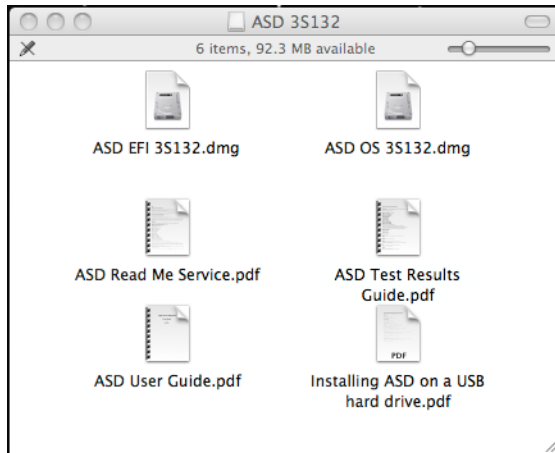 ASD 3S132
6 items, 92.3 MB available
ASD EFI 3S132.dmg
ASD OS 3S132.dmg
ASD Read Me Service.pdf
ASD Test Results
Guide.pdf
ASD User Guide.pdf
PDF
Installing ASD on a USB
hard drive.pdf